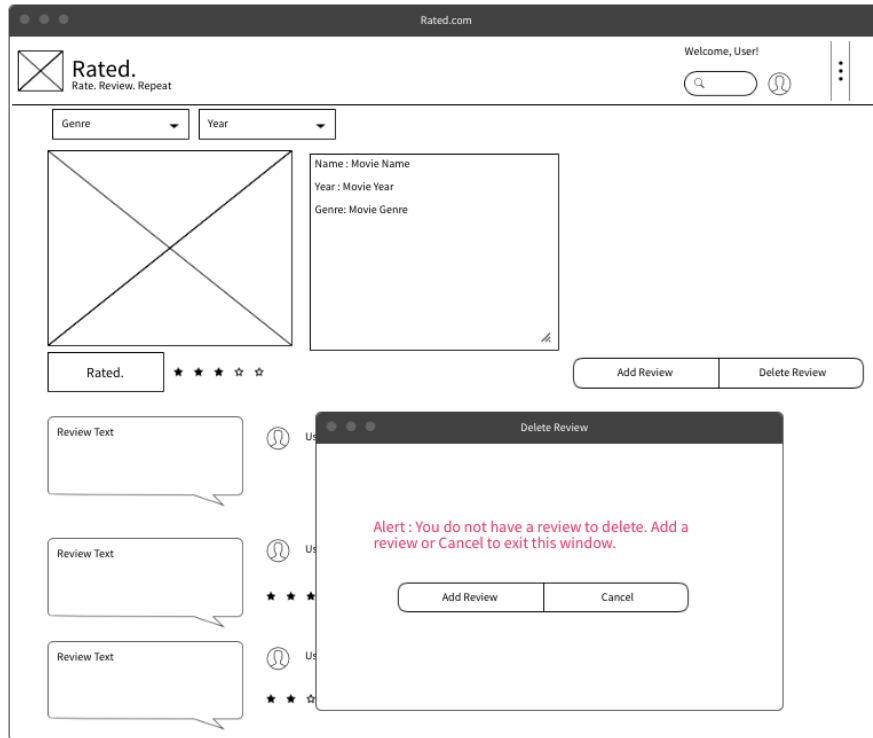 Rated.com
Rated.
Rate. Review. Repeat
Welcome, User!
Genre
Year
Name : Movie Name
Year : Movie Year
Genre: Movie Genre
Rated.
Add Review
Delete Review
Review Text
Delete Review
Alert : You do not have a review to delete. Add a
review or Cancel to exit this window.
Review Text
Add Review
Cancel
Review Text